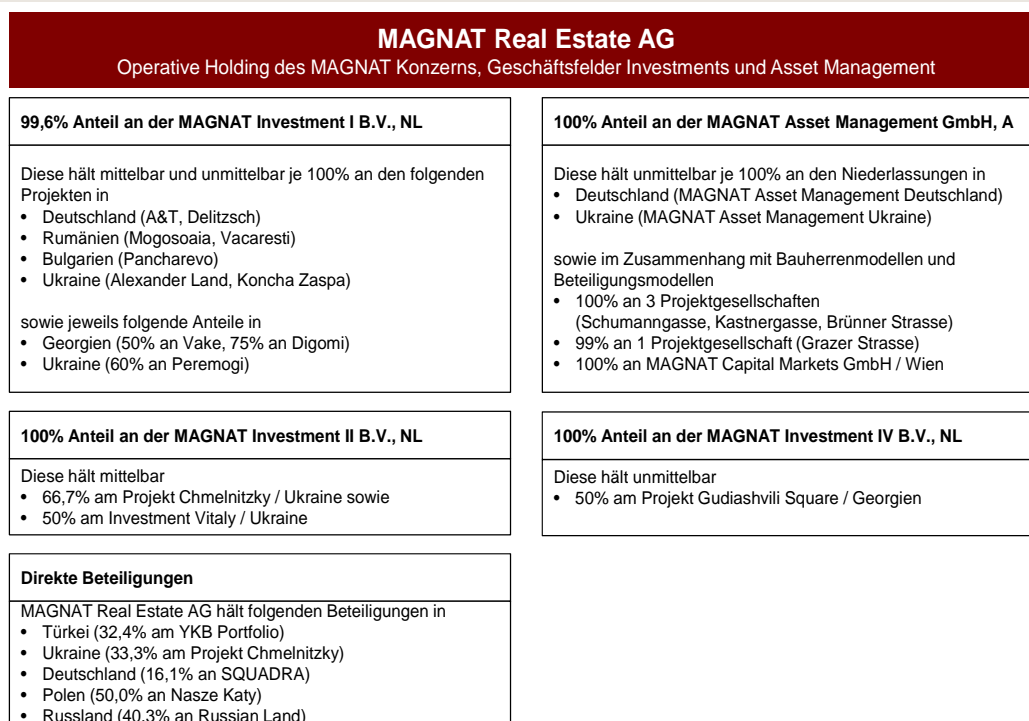 MAGNAT Real Estate AG
Operative Holding des MAGNAT Konzerns, Geschäftsfelder Investments und Asset Management
99,6% Anteil an der MAGNAT Investment I B.V., NL
Diese hält mittelbar und unmittelbar je 100% an den folgenden
Projekten in
• Deutschland (A&T, Delitzsch)
• Rumänien (Mogosoaia, Vacaresti)
• Bulgarien (Pancharevo)
• Ukraine (Alexander Land, Koncha Zaspa)
sowie jeweils folgende Anteile in
• Georgien (50% an Vake, 75% an Digomi)
• Ukraine (60% an Peremogi)
100% Anteil an der MAGNAT Asset Management GmbH, A
Diese hält unmittelbar je 100% an den Niederlassungen in
• Deutschland (MAGNAT Asset Management Deutschland)
• Ukraine (MAGNAT Asset Management Ukraine)
sowie im Zusammenhang mit Bauherrenmodellen und
Beteiligungsmodellen
• 100% an 3 Projektgesellschaften
(Schumanngasse, Kastnergasse, Brünner Strasse)
• 99% an 1 Projektgesellschaft (Grazer Strasse)
• 100% an MAGNAT Capital Markets GmbH / Wien
100% Anteil an der MAGNAT Investment II B.V., NL
Diese hält mittelbar
• 66,7% am Projekt Chmelnitzky / Ukraine sowie
• 50% am Investment Vitaly / Ukraine
100% Anteil an der MAGNAT Investment IV B.V., NL
Diese hält unmittelbar
• 50% am Projekt Gudiashvili Square / Georgien
Direkte Beteiligungen
MAGNAT Real Estate AG hält folgenden Beteiligungen in
• Türkei (32,4% am YKB Portfolio)
• Ukraine (33,3% am Projekt Chmelnitzky)
• Deutschland (16,1% an SQUADRA)
• Polen (50,0% an Nasze Katy)
• Russland (40,3% an Russian Land)